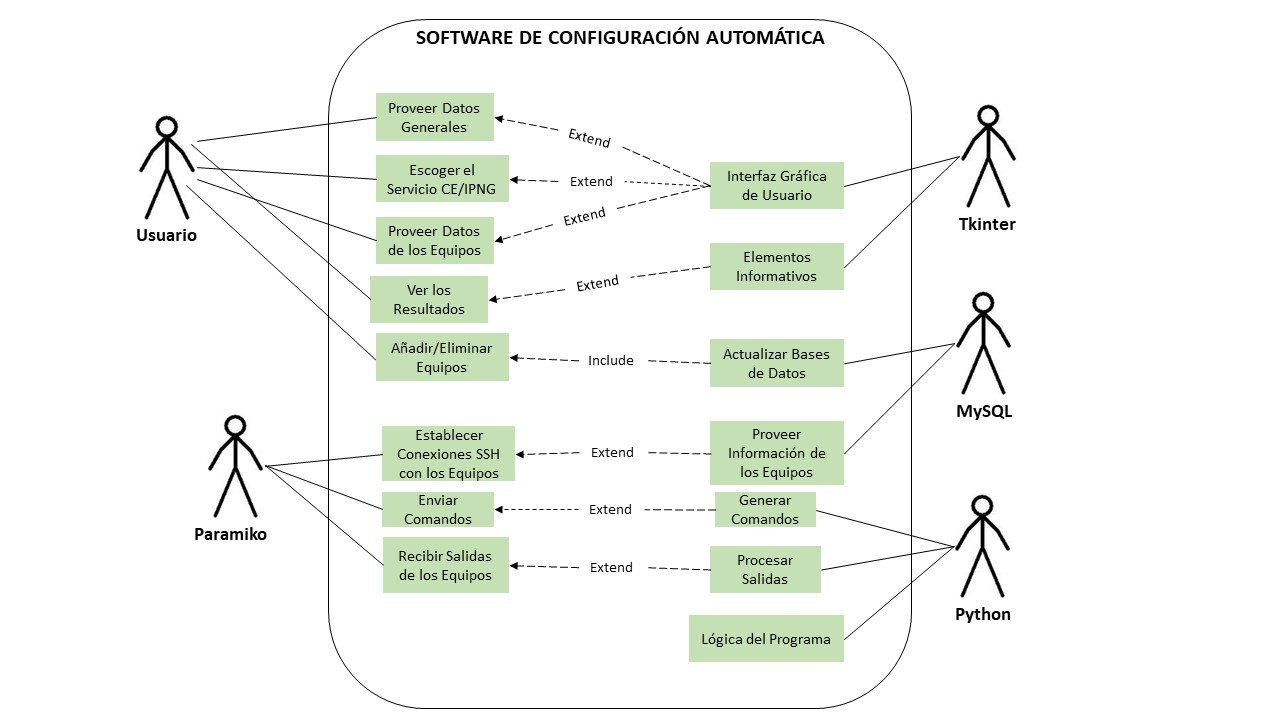 SOFTWARE DE CONFIGURACIÓN AUTOMÁTICA
Usuario
Paramiko
Proveer Datos
Generales
Escoger el
Servicio CE/IPNG
Proveer Datos
de los Equipos
Ver los
Resultados
Añadir/Eliminar
Equipos
Establecer
Conexiones SSH
con los Equipos
Enviar
Comandos
Recibir Salidas
de los Equipos
Extend
Extend
Extend
Extend
Include
Extend
Extend
Extend
Interfaz Gráfica
de Usuario
Elementos
Informativos
Actualizar Bases
de Datos
Proveer
Información de
los Equipos
Generar
Comandos
Procesar
Salidas
Lógica del Programa
Tkinter
MySQL
Python